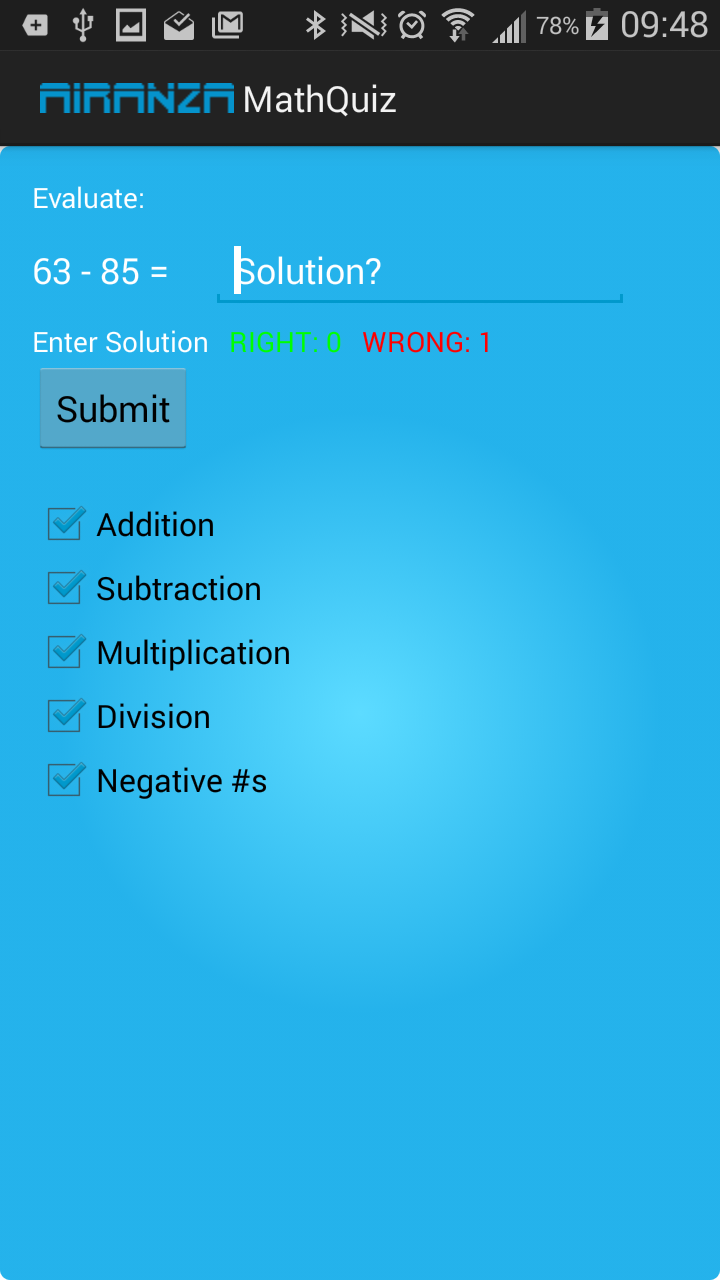 78% 09:48
AIRANZA MathQuiz
Evaluate:
63 - 85 = Solution?
Enter Solution RIGHT: 0 WRONG: 1
Submit
Addition
Subtraction
Multiplication
Division
Negative #s